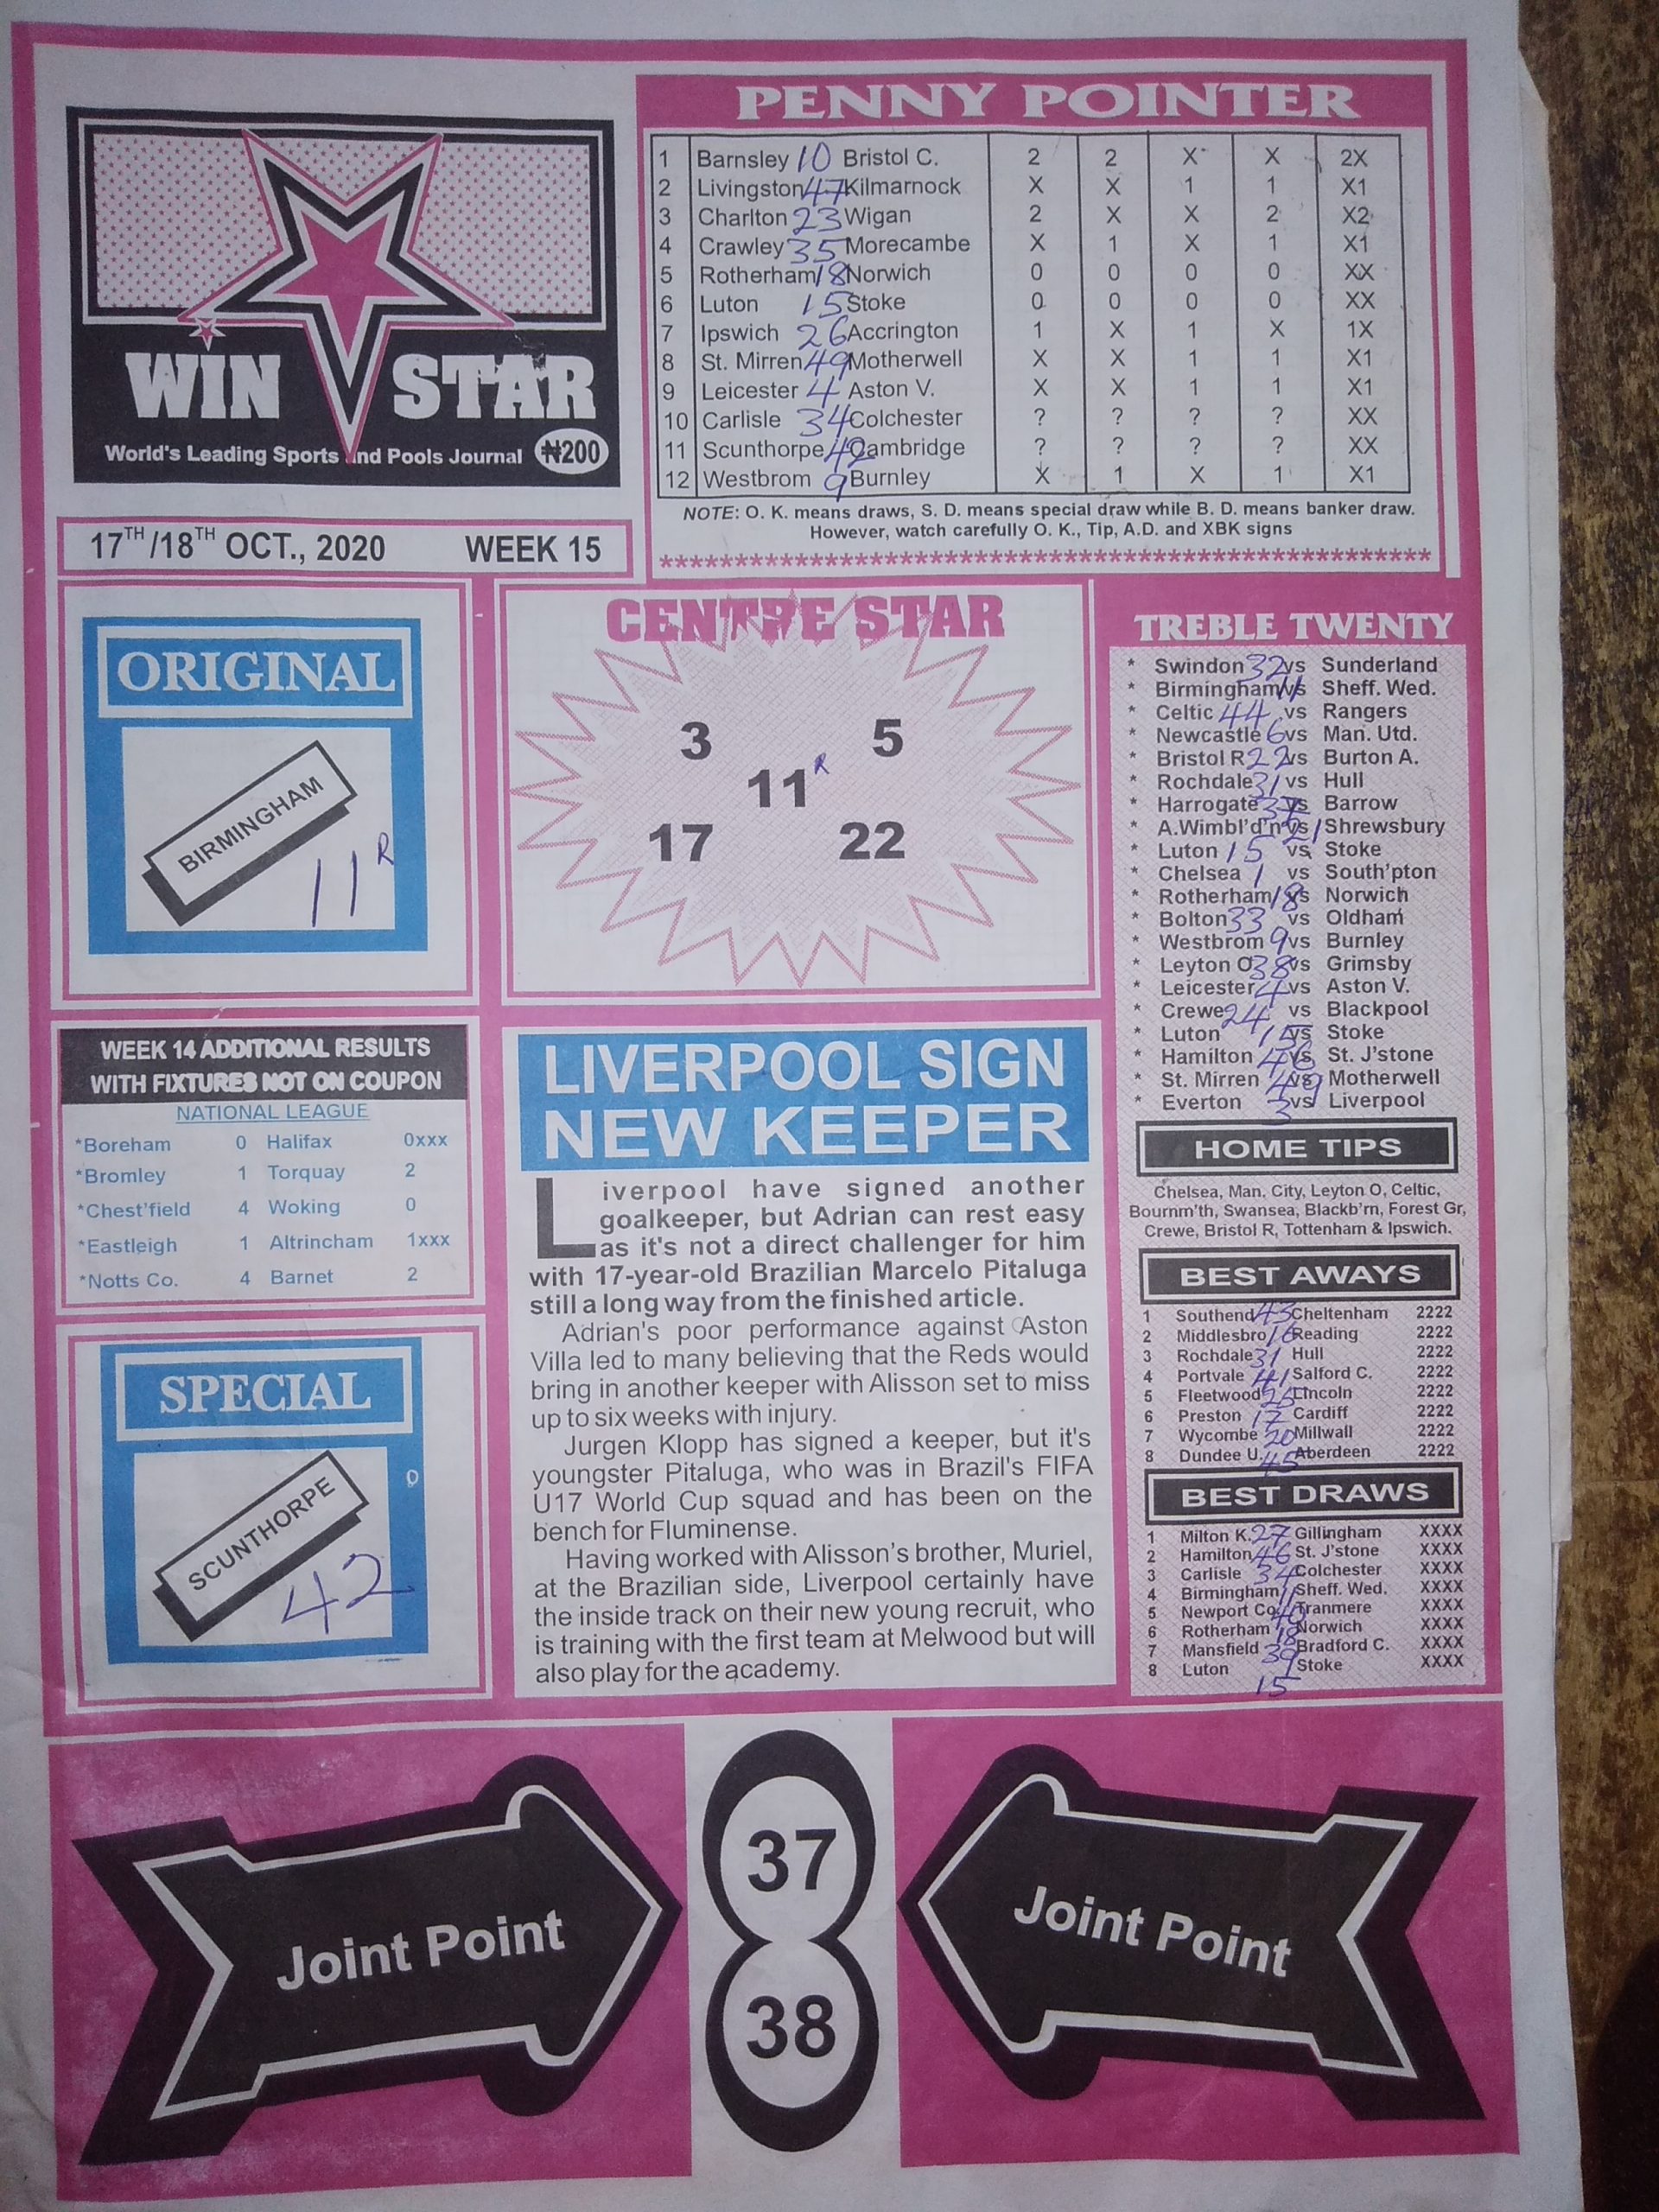 WIN STAR
World's Leading Sports and Pools Journal ₦200
17TH /18TH OCT., 2020 WEEK 15
PENNY POINTER
1 Barnsley 10 Bristol C. 2 2 X X 2X
2 Livingston 47 Kilmarnock X X 1 1 X1
3 Charlton 23 Wigan 2 X X 2 X2
4 Crawley 35 Morecambe X 1 X 1 X1
5 Rotherham 18 Norwich 0 0 0 0 XX
6 Luton 15 Stoke 0 0 0 0 XX
7 Ipswich 26 Accrington 1 X 1 X 1X
8 St. Mirren 49 Motherwell X X 1 1 X1
9 Leicester 4 Aston V. X X 1 1 X1
10 Carlisle 34 Colchester ? ? ? ? XX
11 Scunthorpe 42 Cambridge ? ? ? ? XX
12 Westbrom 9 Burnley X 1 X 1 X1
NOTE: O. K. means draws, S. D. means special draw while B. D. means banker draw.
However, watch carefully O. K., Tip, A.D. and XBK signs
*****************************************************
ORIGINAL
BIRMINGHAM
11 R
CENTRE STAR
3 5
11 R
17 22
TREBLE TWENTY
* Swindon 32 vs Sunderland
* Birmingham 11 vs Sheff. Wed.
* Celtic 44 vs Rangers
* Newcastle 6 vs Man. Utd.
* Bristol R 22 vs Burton A.
* Rochdale 31 vs Hull
* Harrogate 37 vs Barrow
* A.Wimbl'd'n vs 21 Shrewsbury
* Luton 15 vs Stoke
* Chelsea 1 vs South'pton
* Rotherham 18 vs Norwich
* Bolton 33 vs Oldham
* Westbrom 9 vs Burnley
* Leyton O 38 vs Grimsby
* Leicester 4 vs Aston V.
* Crewe 24 vs Blackpool
* Luton 15 vs Stoke
* Hamilton 46 vs St. J'stone
* St. Mirren 49 vs Motherwell
* Everton 3 vs Liverpool
HOME TIPS
Chelsea, Man. City, Leyton O, Celtic,
Bournm'th, Swansea, Blackb'rn, Forest Gr,
Crewe, Bristol R, Tottenham & Ipswich.
BEST AWAYS
1 Southend 43 Cheltenham 2222
2 Middlesbro 16 Reading 2222
3 Rochdale 31 Hull 2222
4 Portvale 41 Salford C. 2222
5 Fleetwood 25 Lincoln 2222
6 Preston 17 Cardiff 2222
7 Wycombe 20 Millwall 2222
8 Dundee U. 45 Aberdeen 2222
BEST DRAWS
1 Milton K. 27 Gillingham XXXX
2 Hamilton 46 St. J'stone XXXX
3 Carlisle 34 Colchester XXXX
4 Birmingham 11 Sheff. Wed. XXXX
5 Newport Co. 40 Tranmere XXXX
6 Rotherham 18 Norwich XXXX
7 Mansfield 39 Bradford C. XXXX
8 Luton 15 Stoke XXXX
WEEK 14 ADDITIONAL RESULTS
WITH FIXTURES NOT ON COUPON
NATIONAL LEAGUE
*Boreham 0 Halifax 0xxx
*Bromley 1 Torquay 2
*Chest'field 4 Woking 0
*Eastleigh 1 Altrincham 1xxx
*Notts Co. 4 Barnet 2
SPECIAL
SCUNTHORPE
42
LIVERPOOL SIGN
NEW KEEPER
Liverpool have signed another
goalkeeper, but Adrian can rest easy
as it's not a direct challenger for him
with 17-year-old Brazilian Marcelo Pitaluga
still a long way from the finished article.
Adrian's poor performance against Aston
Villa led to many believing that the Reds would
bring in another keeper with Alisson set to miss
up to six weeks with injury.
Jurgen Klopp has signed a keeper, but it's
youngster Pitaluga, who was in Brazil's FIFA
U17 World Cup squad and has been on the
bench for Fluminense.
Having worked with Alisson's brother, Muriel,
at the Brazilian side, Liverpool certainly have
the inside track on their new young recruit, who
is training with the first team at Melwood but will
also play for the academy.
Joint Point
37
38
Joint Point